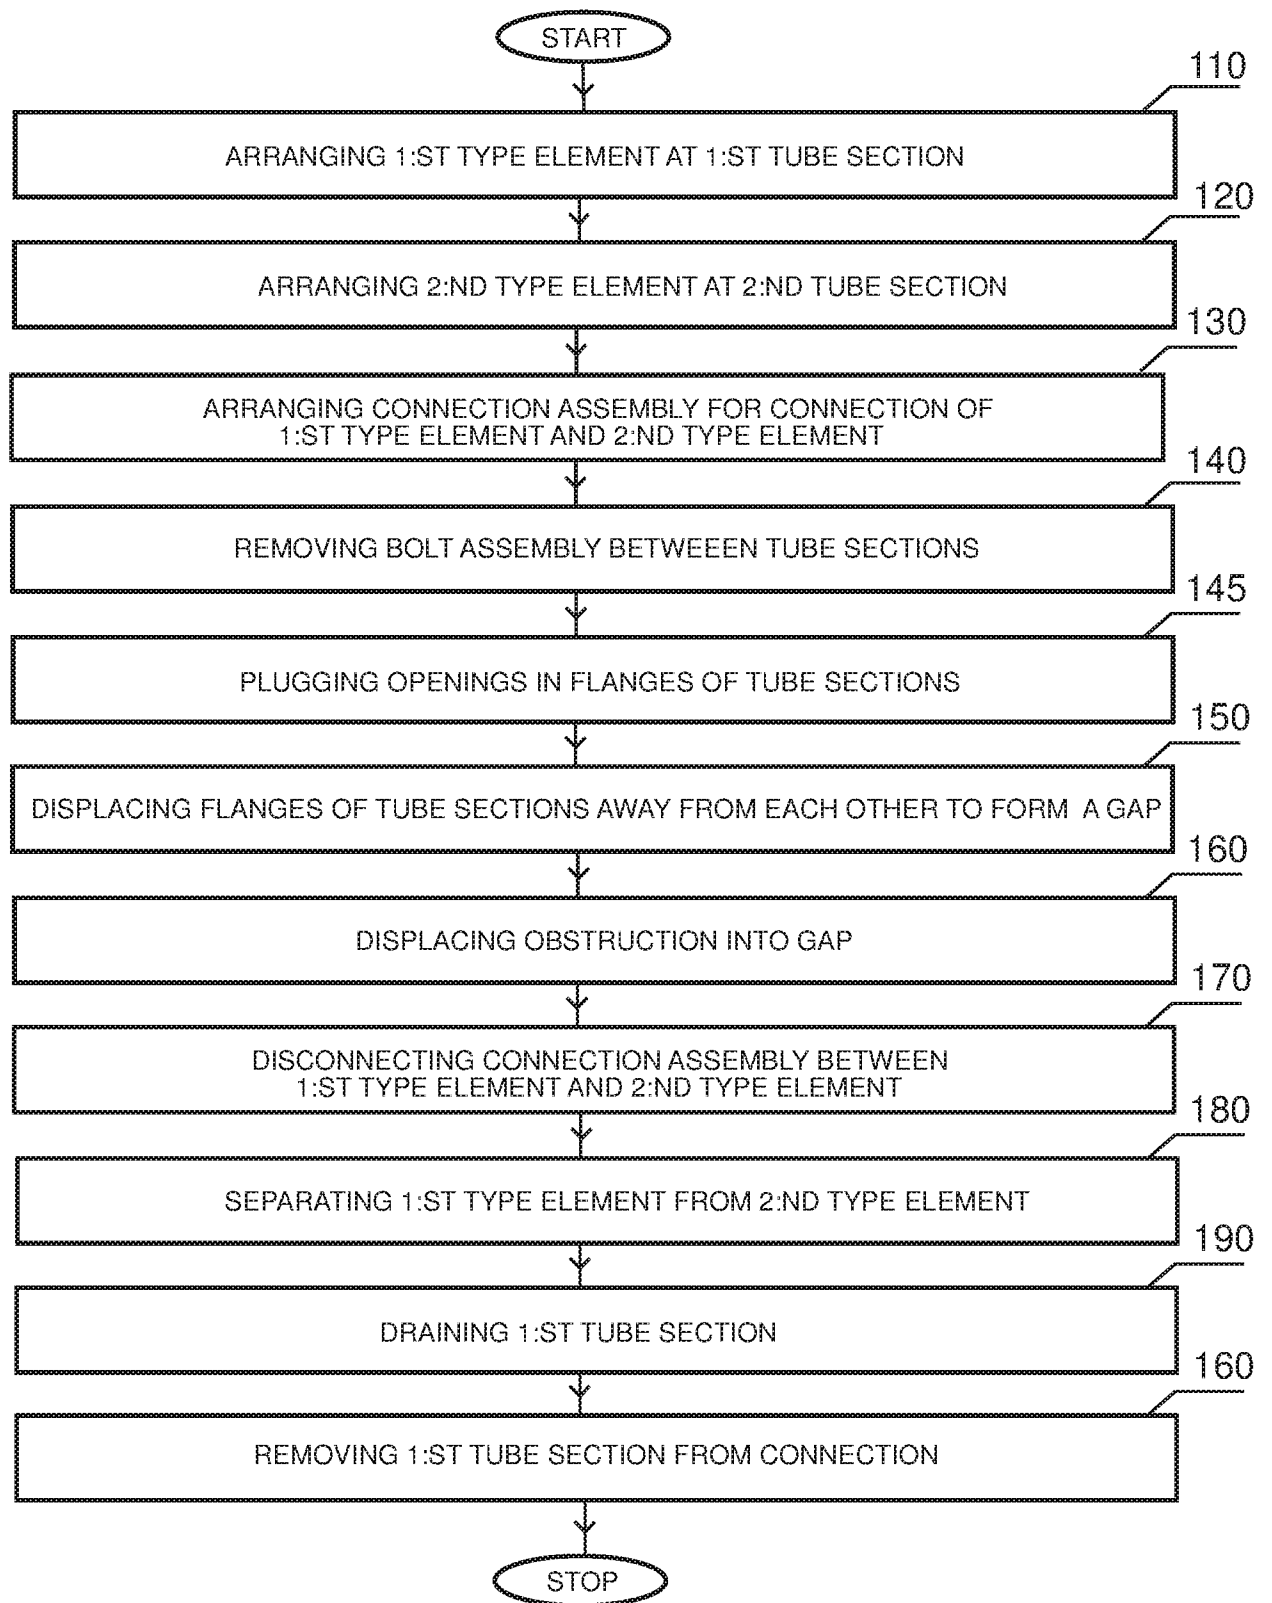 START
110
ARRANGING 1:ST TYPE ELEMENT AT 1:ST TUBE SECTION
120
ARRANGING 2:ND TYPE ELEMENT AT 2:ND TUBE SECTION
130
ARRANGING CONNECTION ASSEMBLY FOR CONNECTION OF
1:ST TYPE ELEMENT AND 2:ND TYPE ELEMENT
140
REMOVING BOLT ASSEMBLY BETWEEEN TUBE SECTIONS
145
PLUGGING OPENINGS IN FLANGES OF TUBE SECTIONS
150
DISPLACING FLANGES OF TUBE SECTIONS AWAY FROM EACH OTHER TO FORM A GAP
160
DISPLACING OBSTRUCTION INTO GAP
170
DISCONNECTING CONNECTION ASSEMBLY BETWEEN
1:ST TYPE ELEMENT AND 2:ND TYPE ELEMENT
180
SEPARATING 1:ST TYPE ELEMENT FROM 2:ND TYPE ELEMENT
190
DRAINING 1:ST TUBE SECTION
160
REMOVING 1:ST TUBE SECTION FROM CONNECTION
STOP